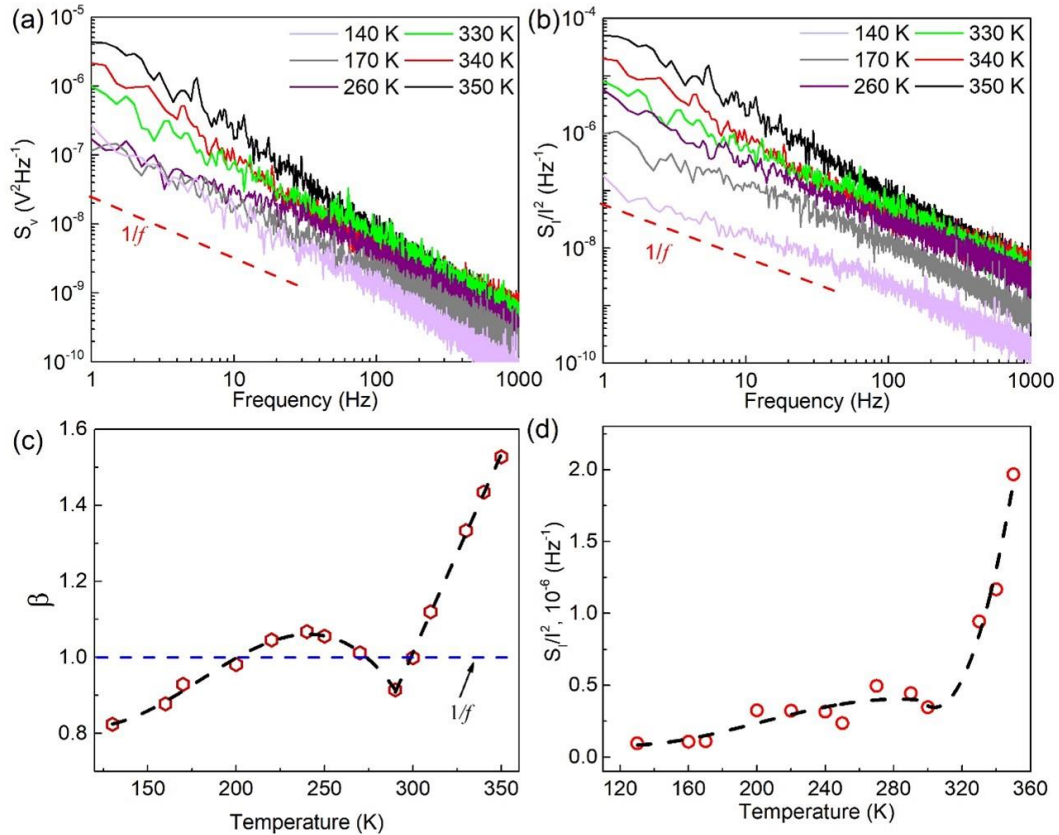 (a)
10⁻⁵
10⁻⁶
10⁻⁷
10⁻⁸
10⁻⁹
10⁻¹⁰
Sᵥ (V²Hz⁻¹)
140 K 330 K
170 K 340 K
260 K 350 K
1/f
1 10 100 1000
Frequency (Hz)
(b)
10⁻⁴
10⁻⁶
10⁻⁸
10⁻¹⁰
S_I/I² (Hz⁻¹)
140 K 330 K
170 K 340 K
260 K 350 K
1/f
1 10 100 1000
Frequency (Hz)
(c)
1.6
1.4
1.2
1.0
0.8
β
1/f
150 200 250 300 350
Temperature (K)
(d)
2.0
1.5
1.0
0.5
0.0
S_I/I², 10⁻⁶ (Hz⁻¹)
120 160 200 240 280 320 360
Temperature (K)